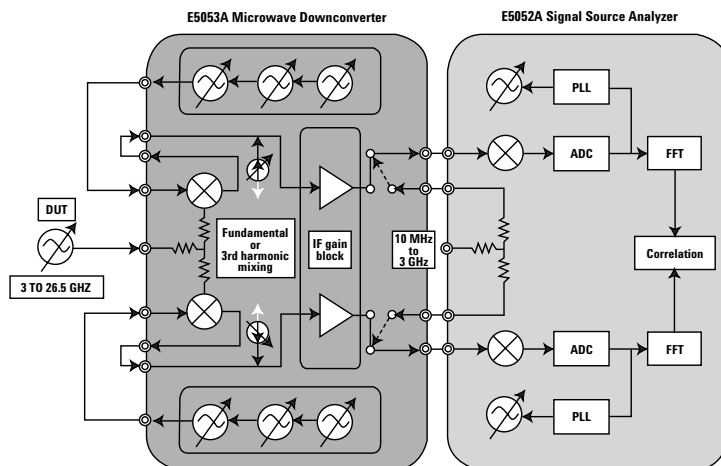 E5053A Microwave Downconverter
E5052A Signal Source Analyzer
PLL
ADC
FFT
DUT
3 TO 26.5 GHZ
Fundamental
or
3rd harmonic
mixing
IF gain
block
10 MHz
to
3 GHz
Correlation
ADC
FFT
PLL